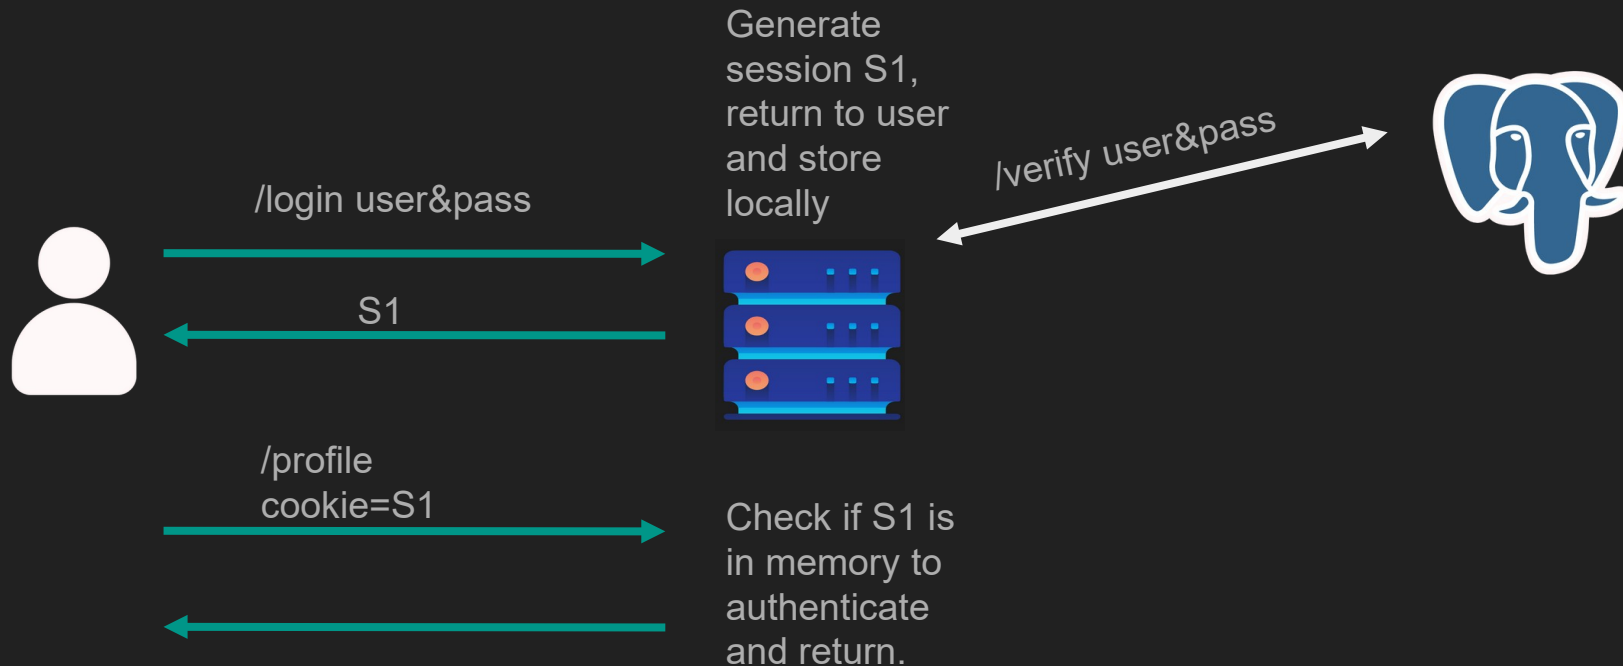 Generate
session S1,
return to user
and store
locally
/verify user&pass
/login user&pass
S1
/profile
cookie=S1
Check if S1 is
in memory to
authenticate
and return.